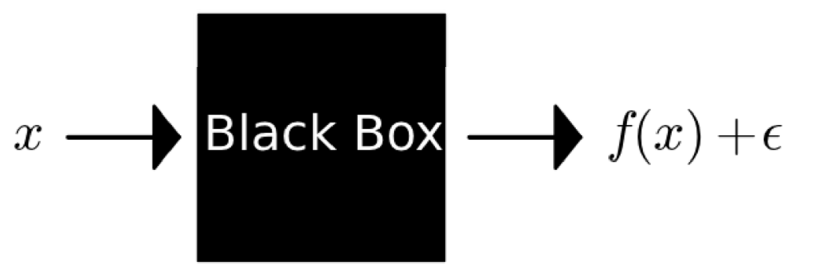 x Black Box f(x) + ϵ